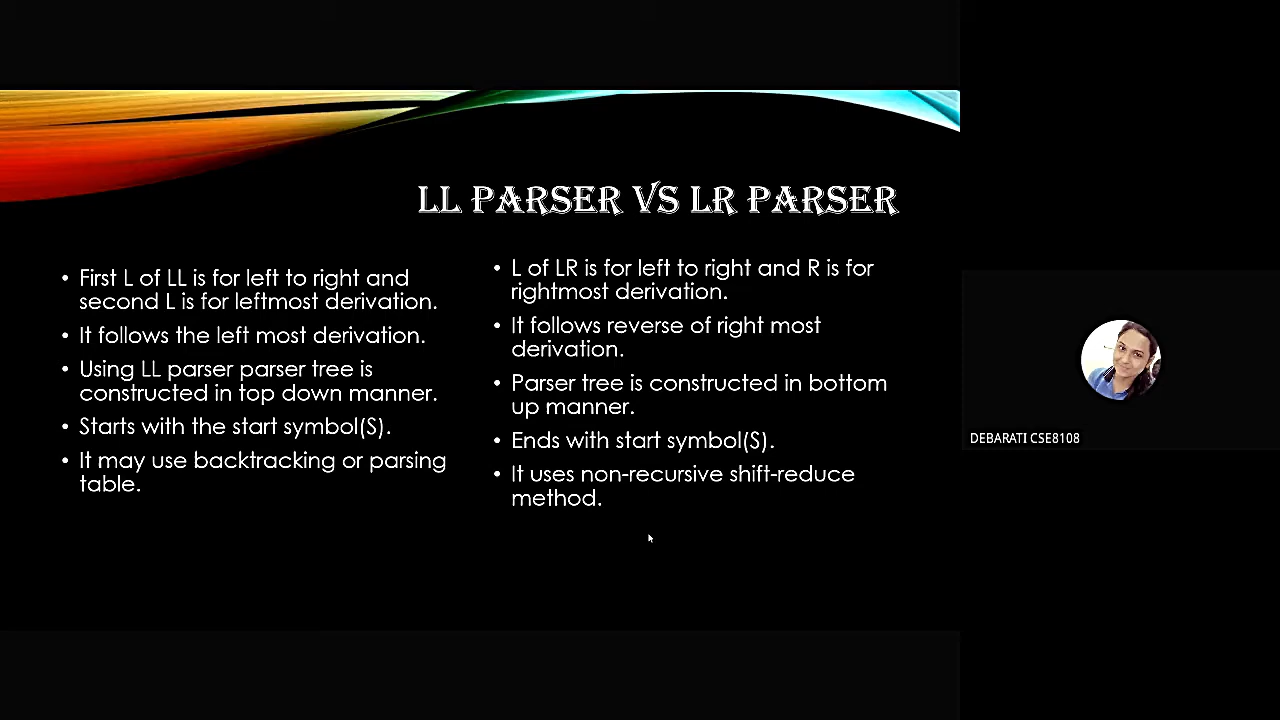 LL PARSER VS LR PARSER
• First L of LL is for left to right and
second L is for leftmost derivation.
• It follows the left most derivation.
• Using LL parser parser tree is
constructed in top down manner.
• Starts with the start symbol(S).
• It may use backtracking or parsing
table.
• L of LR is for left to right and R is for
rightmost derivation.
• It follows reverse of right most
derivation.
• Parser tree is constructed in bottom
up manner.
• Ends with start symbol(S).
• It uses non-recursive shift-reduce
method.
DEBARATI CSE8108